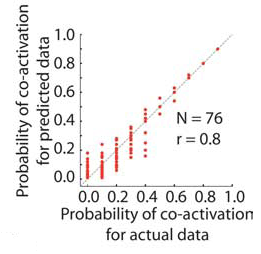 Probability of co-activation
for predicted data
1.0
0.8
0.6
0.4
0.2
0.0
N = 76
r = 0.8
0.0 0.2 0.4 0.6 0.8 1.0
Probability of co-activation
for actual data